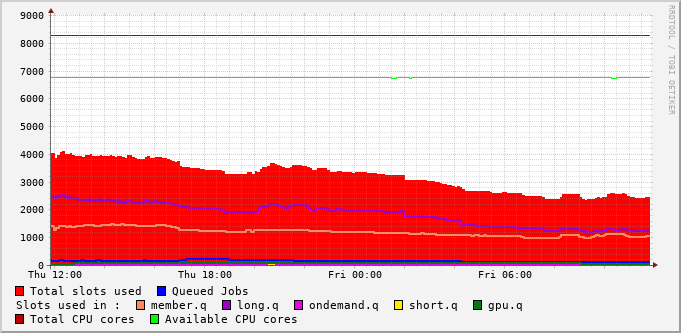 RRDTOOL / TOBI OETIKER
9000
8000
7000
6000
5000
4000
3000
2000
1000
0
Thu 12:00 Thu 18:00 Fri 00:00 Fri 06:00
Total slots used Queued Jobs
Slots used in : member.q long.q ondemand.q short.q gpu.q
Total CPU cores Available CPU cores